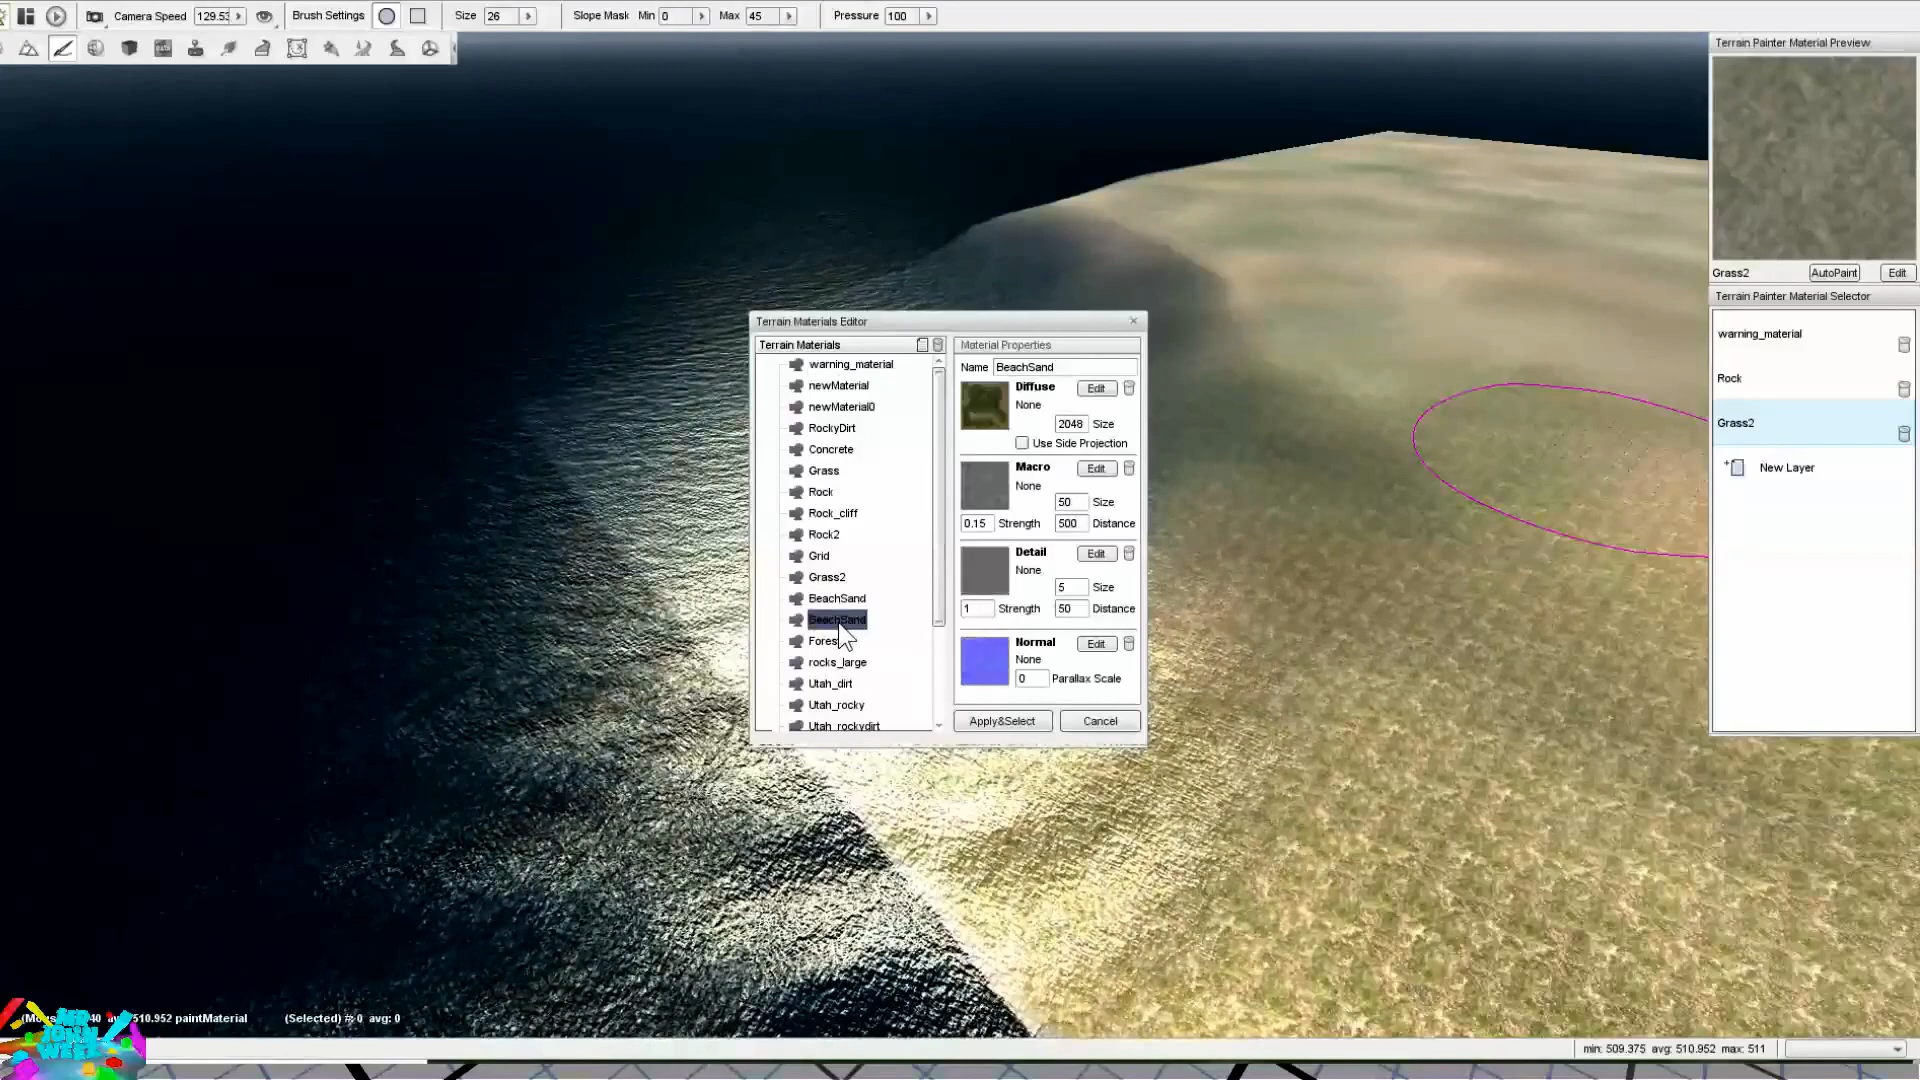 Camera Speed 129.53 Brush Settings Size 26 Slope Mask Min 0 Max 45 Pressure 100
Terrain Painter Material Preview
Grass2 AutoPaint Edit
Terrain Painter Material Selector
warning_material
Rock
Grass2
New Layer
Terrain Materials Editor
Terrain Materials
warning_material
newMaterial
newMaterial0
RockyDirt
Concrete
Grass
Rock
Rock_cliff
Rock2
Grid
Grass2
BeachSand
BeachSand
rocks_large
Utah_dirt
Utah_rocky
Utah_rockydirt
Material Properties
Name BeachSand
Diffuse Edit
None
2048 Size
Use Side Projection
Macro Edit
None
50 Size
0.15 Strength 500 Distance
Detail Edit
None
5 Size
1 Strength 50 Distance
Normal Edit
None
0 Parallax Scale
Apply&Select Cancel
510.952 paintMaterial (Selected) #: 0 avg: 0
min: 509.375 avg: 510.952 max: 511